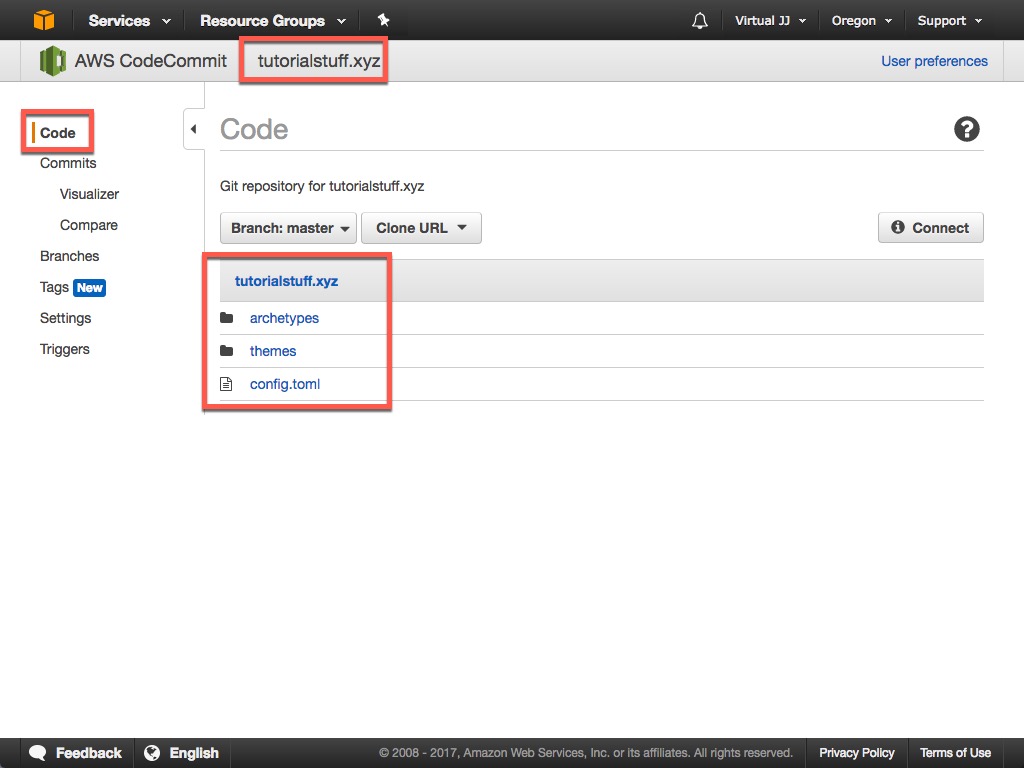 Services Resource Groups Virtual JJ Oregon Support
AWS CodeCommit tutorialstuff.xyz User preferences
Code
Commits
Visualizer
Compare
Branches
Tags New
Settings
Triggers
Code
Git repository for tutorialstuff.xyz
Branch: master Clone URL Connect
tutorialstuff.xyz
archetypes
themes
config.toml
Feedback English © 2008 - 2017, Amazon Web Services, Inc. or its affiliates. All rights reserved. Privacy Policy Terms of Use